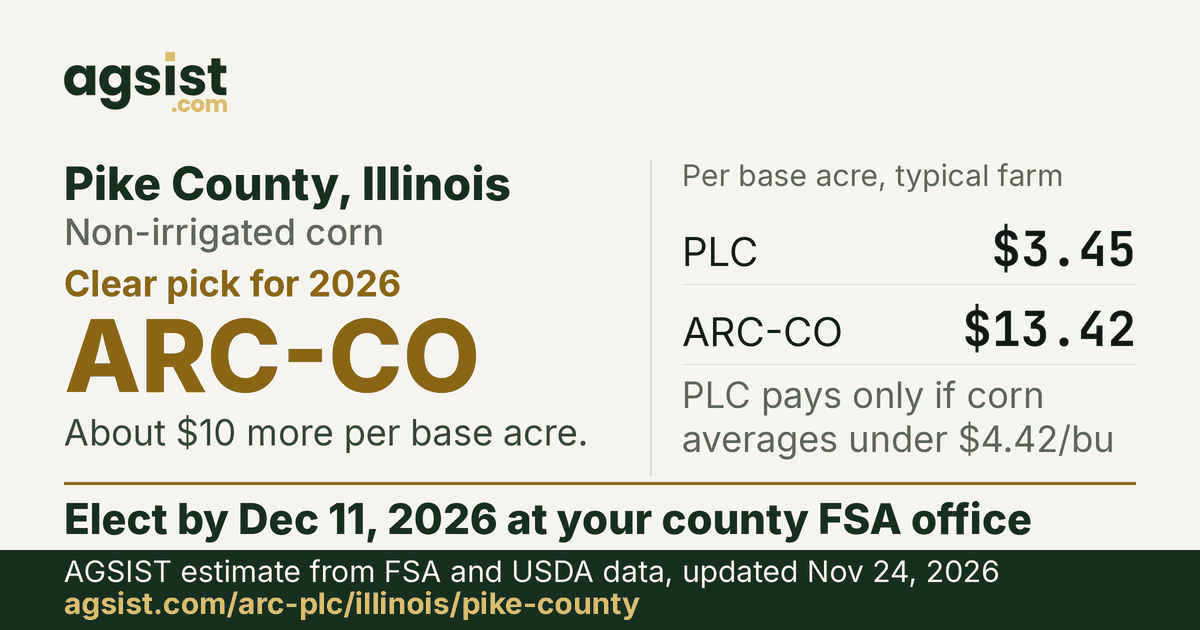 agsist
.com
Pike County, Illinois
Non-irrigated corn
Clear pick for 2026
ARC-CO
About $10 more per base acre.
Per base acre, typical farm
PLC $3.45
ARC-CO $13.42
PLC pays only if corn
averages under $4.42/bu
Elect by Dec 11, 2026 at your county FSA office
AGSIST estimate from FSA and USDA data, updated Nov 24, 2026
agsist.com/arc-plc/illinois/pike-county